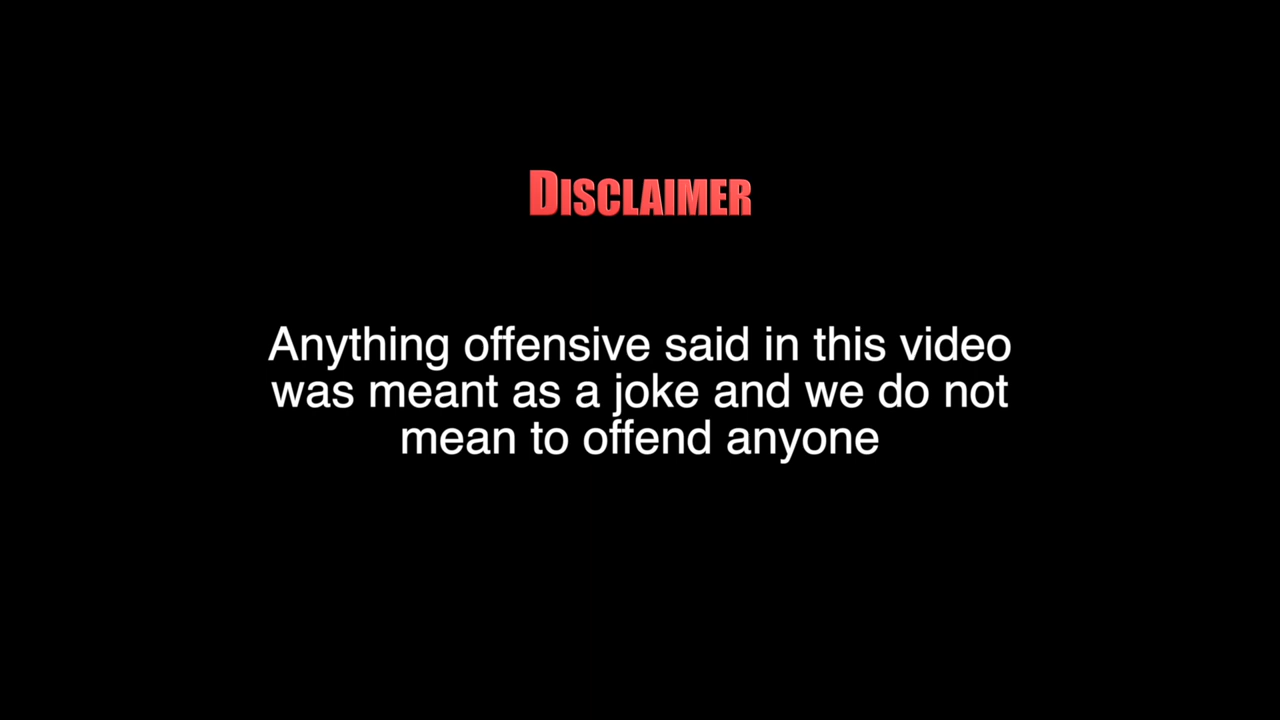 DISCLAIMER
Anything offensive said in this video
was meant as a joke and we do not
mean to offend anyone